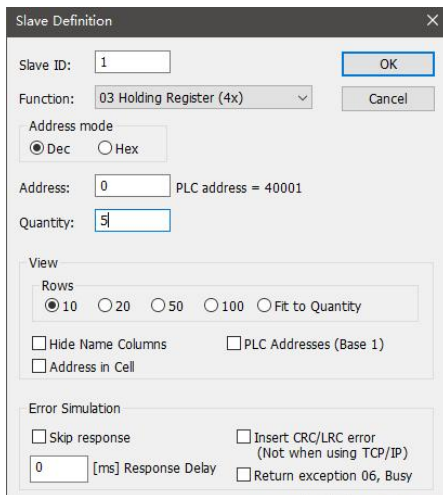 Slave Definition
Slave ID: 1 OK
Function: 03 Holding Register (4x) Cancel
Address mode
Dec Hex
Address: 0 PLC address = 40001
Quantity: 5
View
Rows
10 20 50 100 Fit to Quantity
Hide Name Columns PLC Addresses (Base 1)
Address in Cell
Error Simulation
Skip response Insert CRC/LRC error
(Not when using TCP/IP)
0 [ms] Response Delay
Return exception 06, Busy